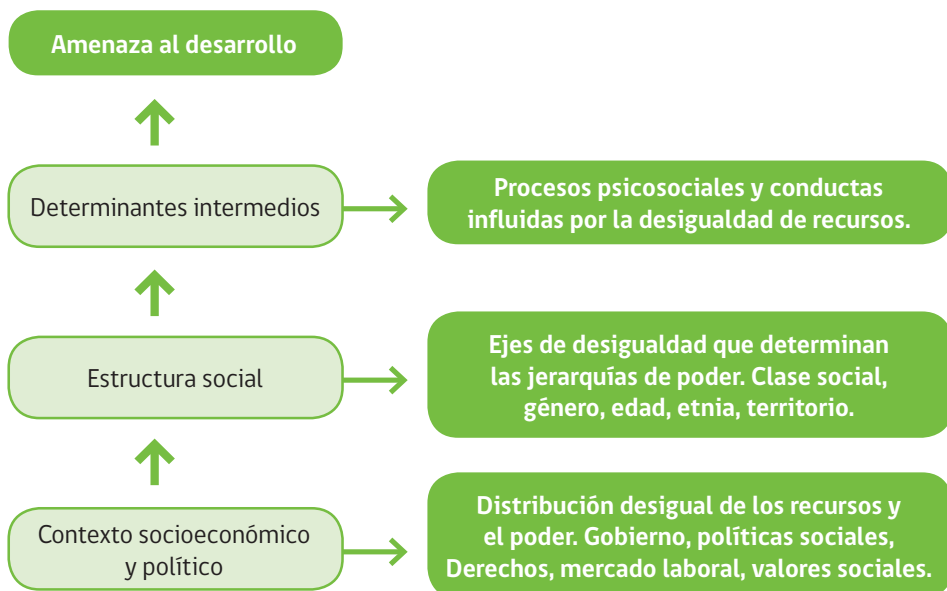 Amenaza al desarrollo
Determinantes intermedios
Procesos psicosociales y conductas
influidas por la desigualdad de recursos.
Estructura social
Ejes de desigualdad que determinan
las jerarquías de poder. Clase social,
género, edad, etnia, territorio.
Contexto socioeconómico
y político
Distribución desigual de los recursos y
el poder. Gobierno, políticas sociales,
Derechos, mercado laboral, valores sociales.